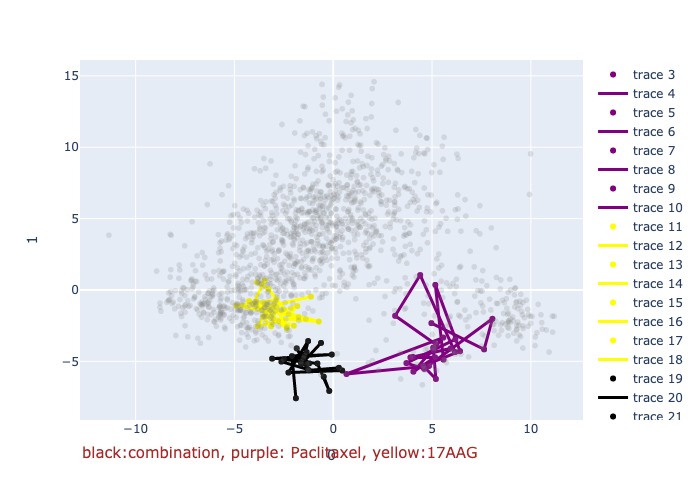 15
10
5
0
−5
−10
−5
0
5
10
1
0
black:combination, purple: Paclitaxel, yellow:17AAG
trace 3
trace 4
trace 5
trace 6
trace 7
trace 8
trace 9
trace 10
trace 11
trace 12
trace 13
trace 14
trace 15
trace 16
trace 17
trace 18
trace 19
trace 20
trace 21